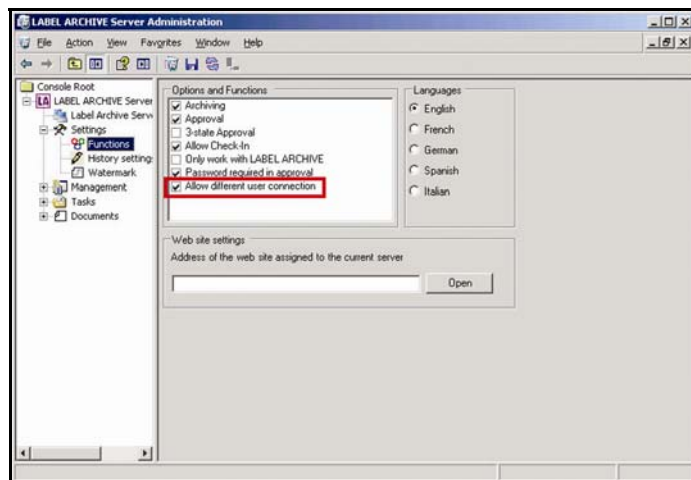 LABEL ARCHIVE Server Administration
File Action View Favorites Window Help
Console Root
LA LABEL ARCHIVE Server
Label Archive Serv
Settings
Functions
History setting
Watermark
Management
Tasks
Documents
Options and Functions
Archiving
Approval
3-state Approval
Allow Check-In
Only work with LABEL ARCHIVE
Password required in approval
Allow different user connection
Languages
English
French
German
Spanish
Italian
Web site settings
Address of the web site assigned to the current server
Open